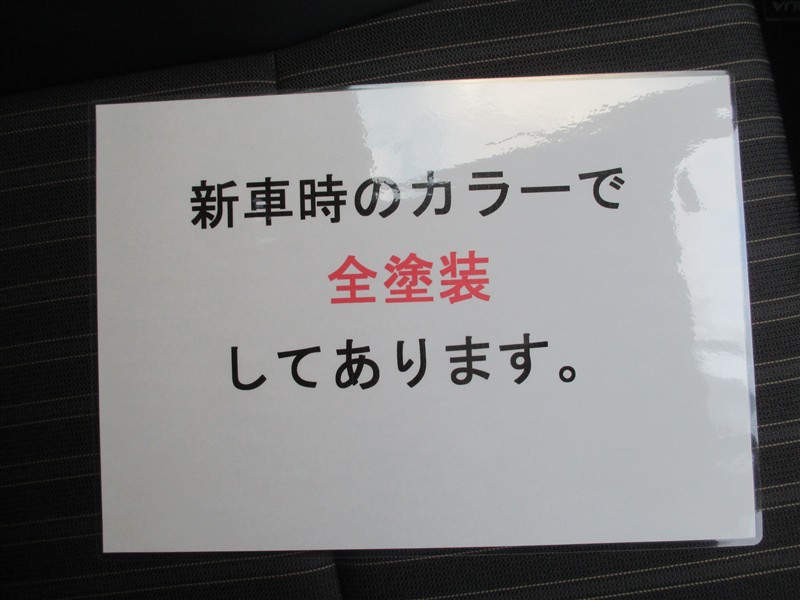 新車時のカラーで
全塗装
してあります。